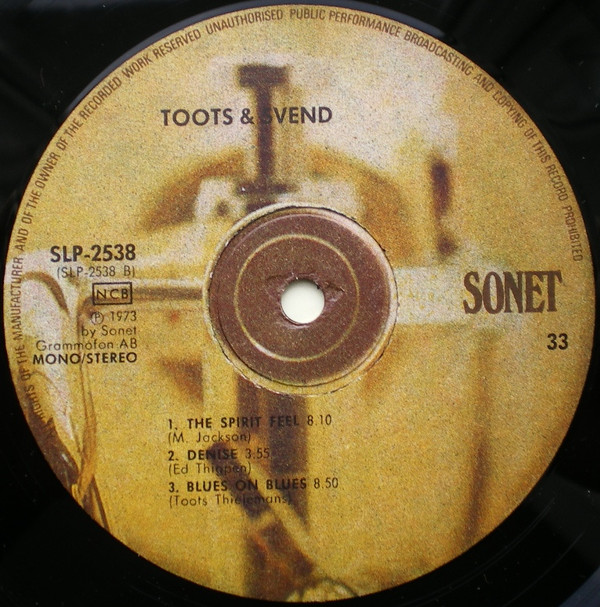 RIGHTS OF THE MANUFACTURER AND OF THE OWNER OF THE RECORDED WORK RESERVED UNAUTHORISED PUBLIC PERFORMANCE BROADCASTING AND COPYING OF THIS RECORD PROHIBITED
TOOTS & SVEND
SLP-2538
(SLP-2538 B)
NCB
℗ 1973
by Sonet
Grammofon AB
MONO/STEREO
SONET
33
1. THE SPIRIT FEEL 8.10
(M. Jackson)
2. DENISE 3.55
(Ed Thigpen)
3. BLUES ON BLUES 8.50
(Toots Thielemans)